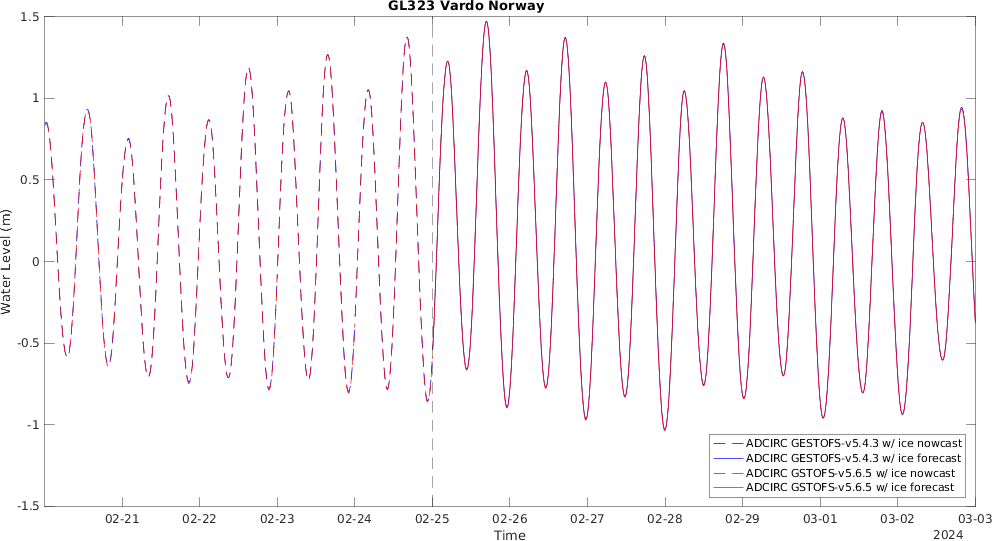 GL323 Vardo Norway
1.5
1
0.5
0
-0.5
-1
-1.5
Water Level (m)
ADCIRC GESTOFS-v5.4.3 w/ ice nowcast
ADCIRC GESTOFS-v5.4.3 w/ ice forecast
ADCIRC GSTOFS-v5.6.5 w/ ice nowcast
ADCIRC GSTOFS-v5.6.5 w/ ice forecast
02-21 02-22 02-23 02-24 02-25 02-26 02-27 02-28 02-29 03-01 03-02 03-03
Time
2024